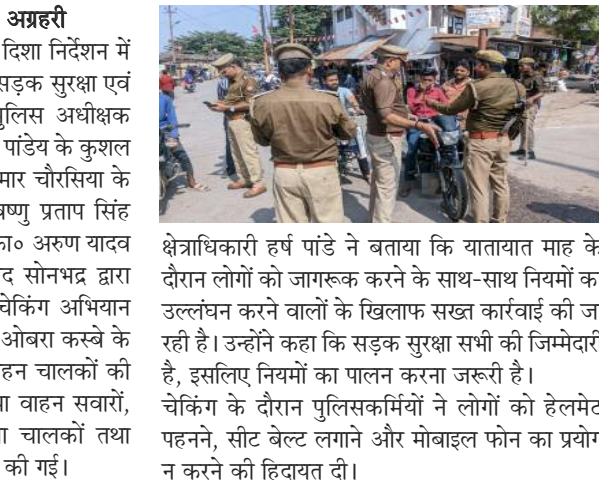 अग्रहरी
दिशा निर्देशन में
सड़क सुरक्षा एवं
पुलिस अधीक्षक
पांडेय के कुशल
मार चौरसिया के
विष्णु प्रताप सिंह
का० अरुण यादव
द सोनभद्र द्वारा
चेकिंग अभियान
ओबरा कस्बे के
हन चालकों की
वाहन सवारों,
चालकों तथा
की गई।
क्षेत्राधिकारी हर्ष पांडे ने बताया कि यातायात माह के
दौरान लोगों को जागरूक करने के साथ-साथ नियमों क
उल्लंघन करने वालों के खिलाफ सख्त कार्रवाई की ज
रही है। उन्होंने कहा कि सड़क सुरक्षा सभी की जिम्मेदारी
है, इसलिए नियमों का पालन करना जरूरी है।
चेकिंग के दौरान पुलिसकर्मियों ने लोगों को हेलमेट
पहनने, सीट बेल्ट लगाने और मोबाइल फोन का प्रयोग
न करने की हिदायत दी।